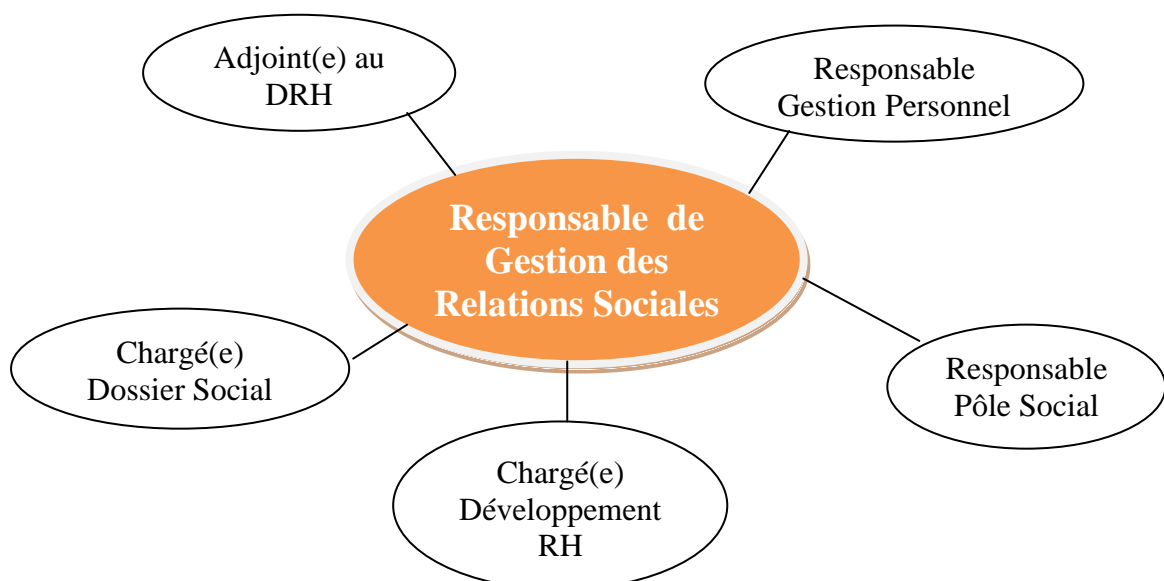 Adjoint(e) au
DRH
Responsable
Gestion Personnel
Responsable de
Gestion des
Relations Sociales
Chargé(e)
Dossier Social
Responsable
Pôle Social
Chargé(e)
Développement
RH